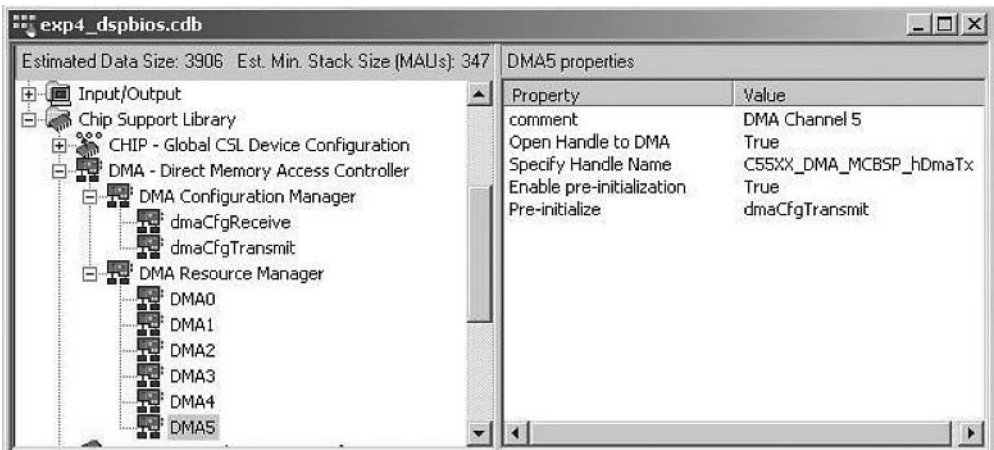 exp4_dspbios.cdb
Estimated Data Size: 3906 Est. Min. Stack Size (MAUs): 347
Input/Output
Chip Support Library
CHIP - Global CSL Device Configuration
DMA - Direct Memory Access Controller
DMA Configuration Manager
dmaCfgReceive
dmaCfgTransmit
DMA Resource Manager
DMA0
DMA1
DMA2
DMA3
DMA4
DMA5
DMA5 properties
Property Value
comment DMA Channel 5
Open Handle to DMA True
Specify Handle Name C55XX_DMA_MCBSP_hDmaTx
Enable pre-initialization True
Pre-initialize dmaCfgTransmit